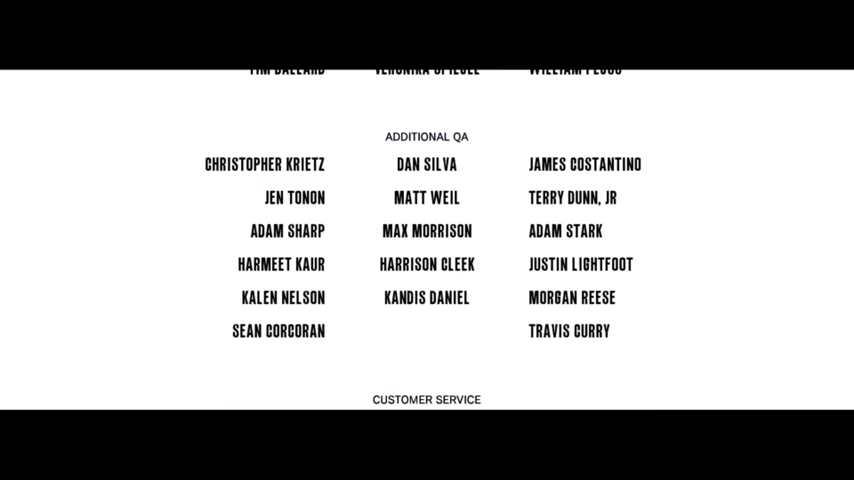 ADDITIONAL QA
CHRISTOPHER KRIETZ DAN SILVA JAMES COSTANTINO
JEN TONON MATT WEIL TERRY DUNN, JR
ADAM SHARP MAX MORRISON ADAM STARK
HARMEET KAUR HARRISON CLEEK JUSTIN LIGHTFOOT
KALEN NELSON KANDIS DANIEL MORGAN REESE
SEAN CORCORAN TRAVIS CURRY
CUSTOMER SERVICE